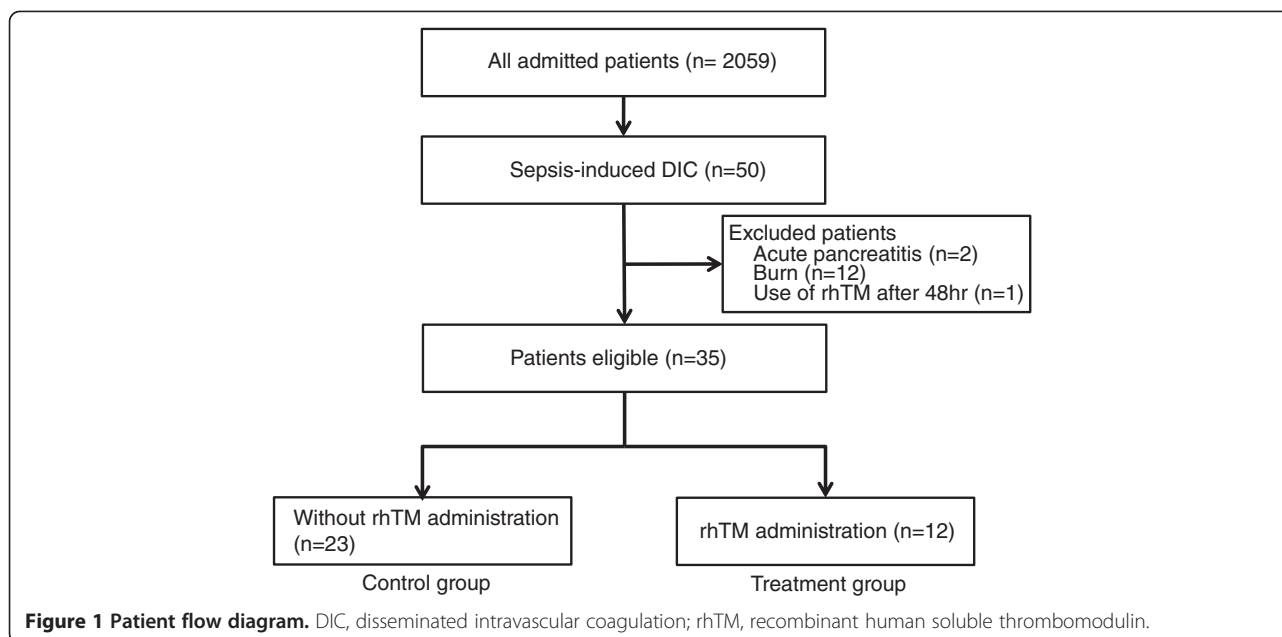 All admitted patients (n= 2059)
Sepsis-induced DIC (n=50)
Excluded patients
Acute pancreatitis (n=2)
Burn (n=12)
Use of rhTM after 48hr (n=1)
Patients eligible (n=35)
Without rhTM administration
(n=23)
Control group
rhTM administration (n=12)
Treatment group
Figure 1 Patient flow diagram. DIC, disseminated intravascular coagulation; rhTM, recombinant human soluble thrombomodulin.